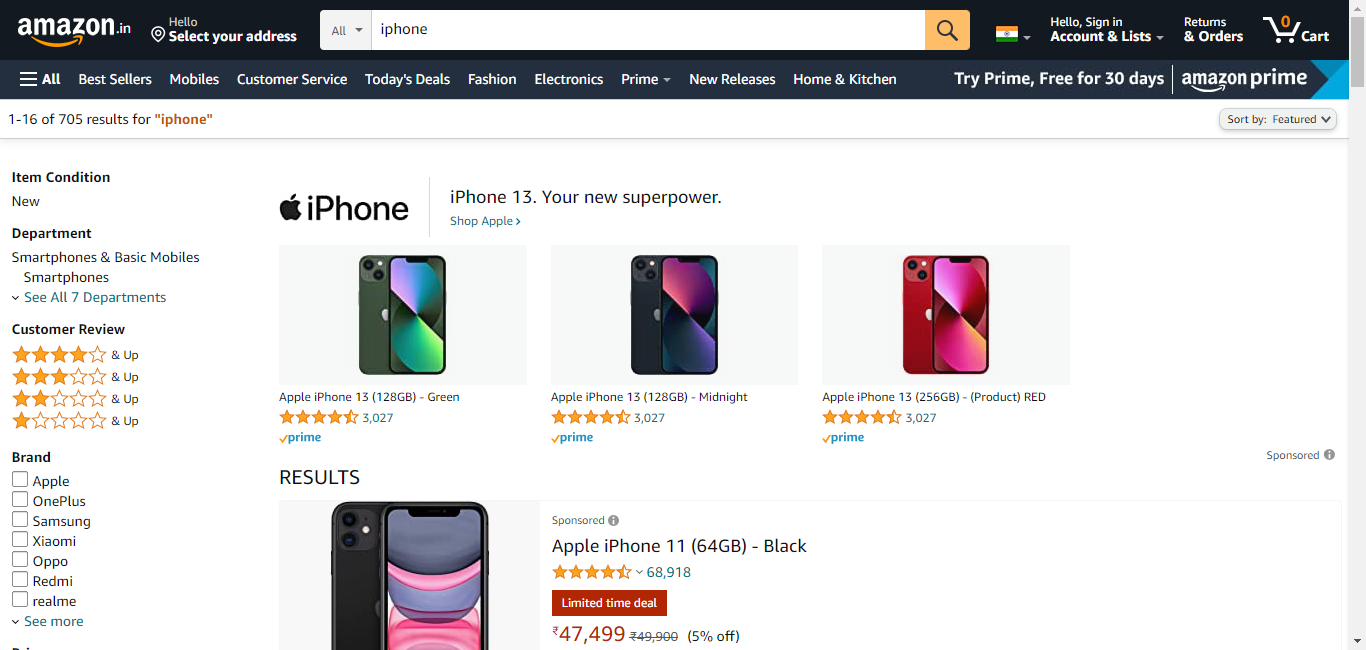 amazon.in
Hello
Select your address
All
iphone
Hello, Sign in
Account & Lists
Returns
& Orders
0
Cart
All Best Sellers Mobiles Customer Service Today's Deals Fashion Electronics Prime New Releases Home & Kitchen
Try Prime, Free for 30 days amazon prime
1-16 of 705 results for "iphone"
Sort by: Featured
Item Condition
New
Department
Smartphones & Basic Mobiles
Smartphones
See All 7 Departments
Customer Review
& Up
& Up
& Up
& Up
Brand
Apple
OnePlus
Samsung
Xiaomi
Oppo
Redmi
realme
See more
iPhone
iPhone 13. Your new superpower.
Shop Apple ›
Apple iPhone 13 (128GB) - Green
3,027
prime
Apple iPhone 13 (128GB) - Midnight
3,027
prime
Apple iPhone 13 (256GB) - (Product) RED
3,027
prime
Sponsored
RESULTS
Sponsored
Apple iPhone 11 (64GB) - Black
68,918
Limited time deal
₹47,499 ₹49,900 (5% off)